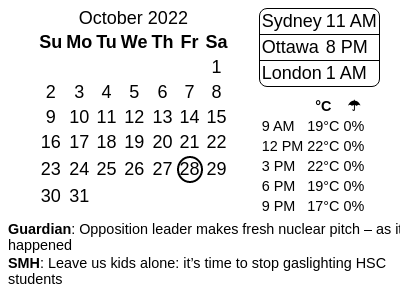 October 2022
Su Mo Tu We Th Fr Sa
1
2 3 4 5 6 7 8
9 10 11 12 13 14 15
16 17 18 19 20 21 22
23 24 25 26 27 28 29
30 31
Sydney 11 AM
Ottawa 8 PM
London 1 AM
°C ☂
9 AM 19°C 0%
12 PM 22°C 0%
3 PM 22°C 0%
6 PM 19°C 0%
9 PM 17°C 0%
Guardian: Opposition leader makes fresh nuclear pitch – as it
happened
SMH: Leave us kids alone: it’s time to stop gaslighting HSC
students